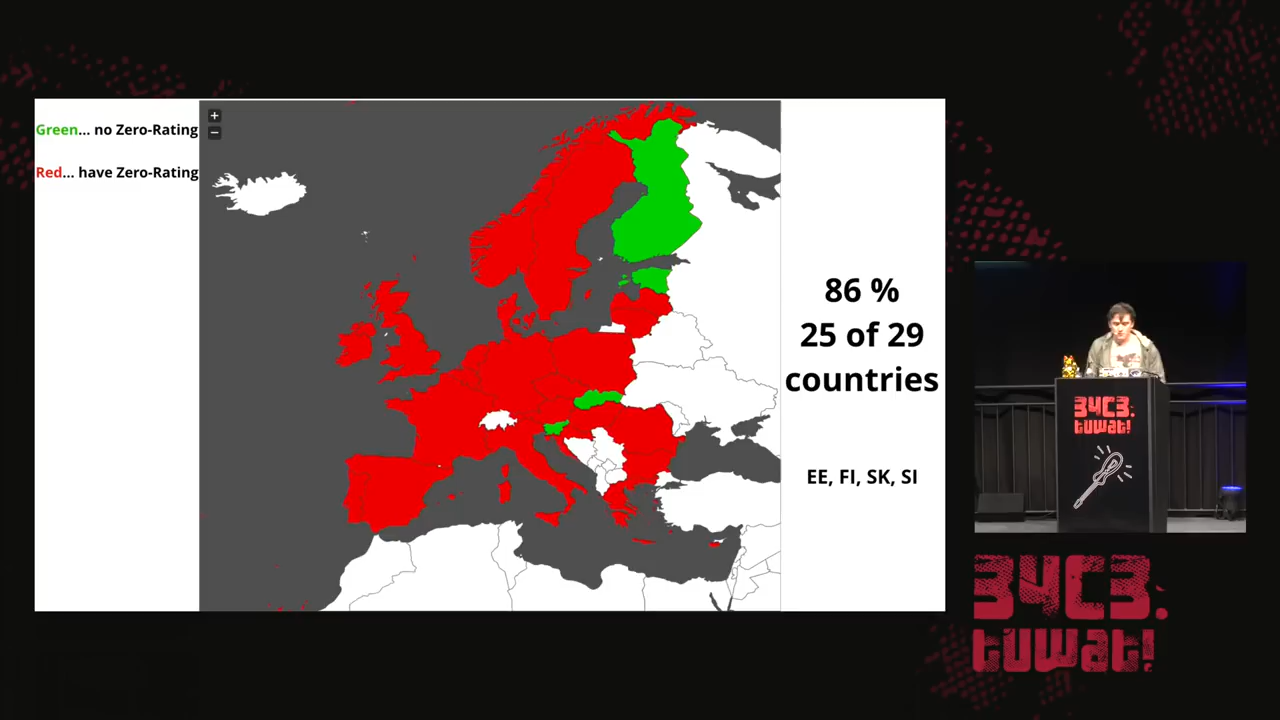 Green... no Zero-Rating
Red... have Zero-Rating
+
−
86 %
25 of 29
countries
EE, FI, SK, SI
34C3.
tuwat!
34C3.
tuwat!